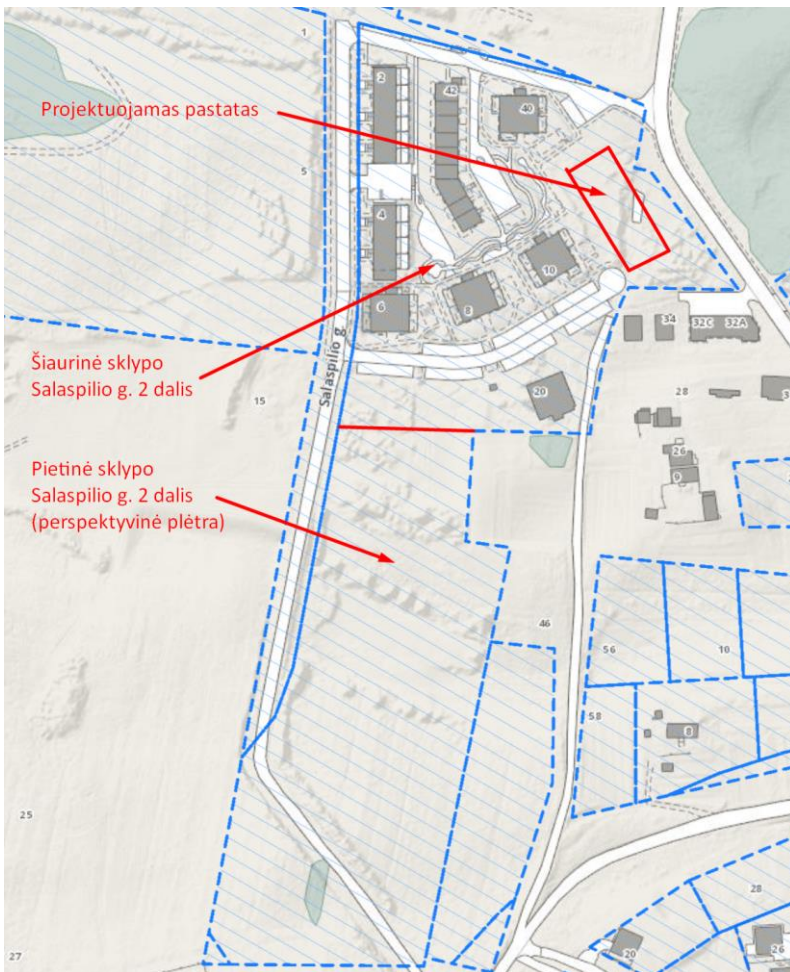 1
2
42
40
Projektuojamas pastatas
5
4
10
6
8
34
32C
32A
Šiaurinė sklypo
Salaspilio g. 2 dalis
Salaspilio g.
20
28
15
26
9
Pietinė sklypo
Salaspilio g. 2 dalis
(perspektyvinė plėtra)
46
56
10
58
8
25
28
20
26
27